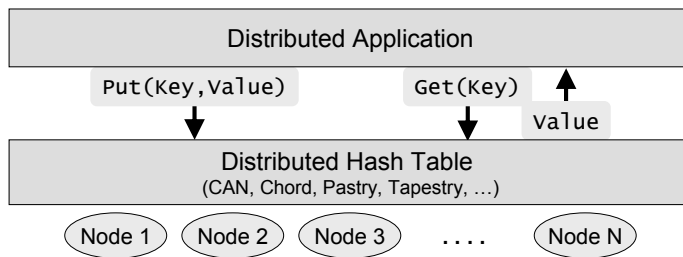 Distributed Application
Put(Key,Value)
Get(Key)
Value
Distributed Hash Table
(CAN, Chord, Pastry, Tapestry, …)
Node 1
Node 2
Node 3
....
Node N